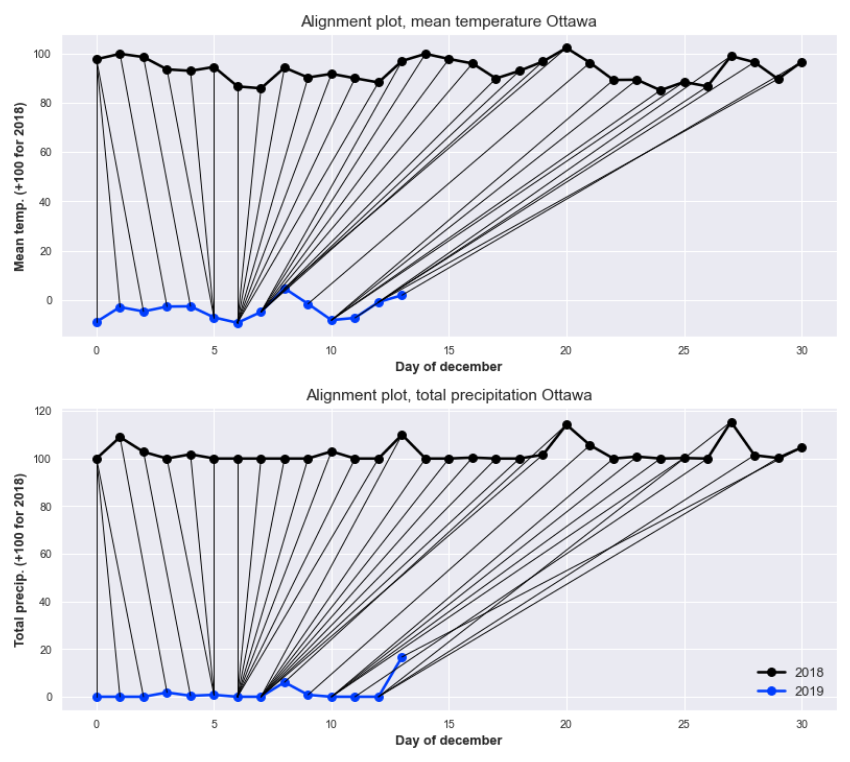 Alignment plot, mean temperature Ottawa
Mean temp. (+100 for 2018)
100
80
60
40
20
0
0 5 10 15 20 25 30
Day of december
Alignment plot, total precipitation Ottawa
Total precip. (+100 for 2018)
120
100
80
60
40
20
0
2018
2019
0 5 10 15 20 25 30
Day of december